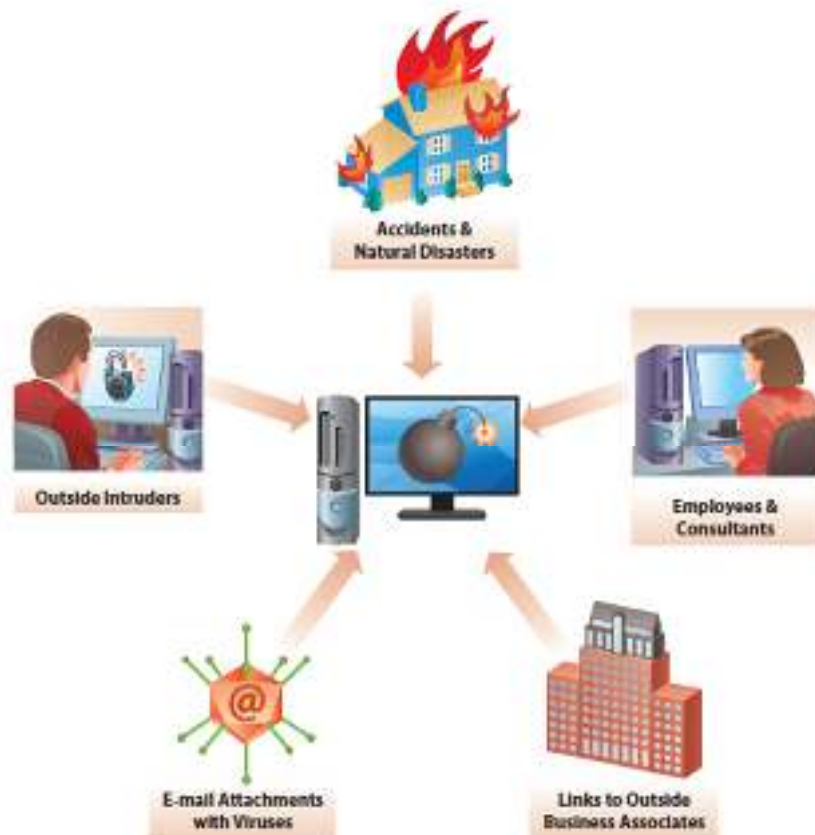 Accidents &
Natural Disasters
Outside Intruders
Employees &
Consultants
@
E-mail Attachments
with Viruses
Links to Outside
Business Associates